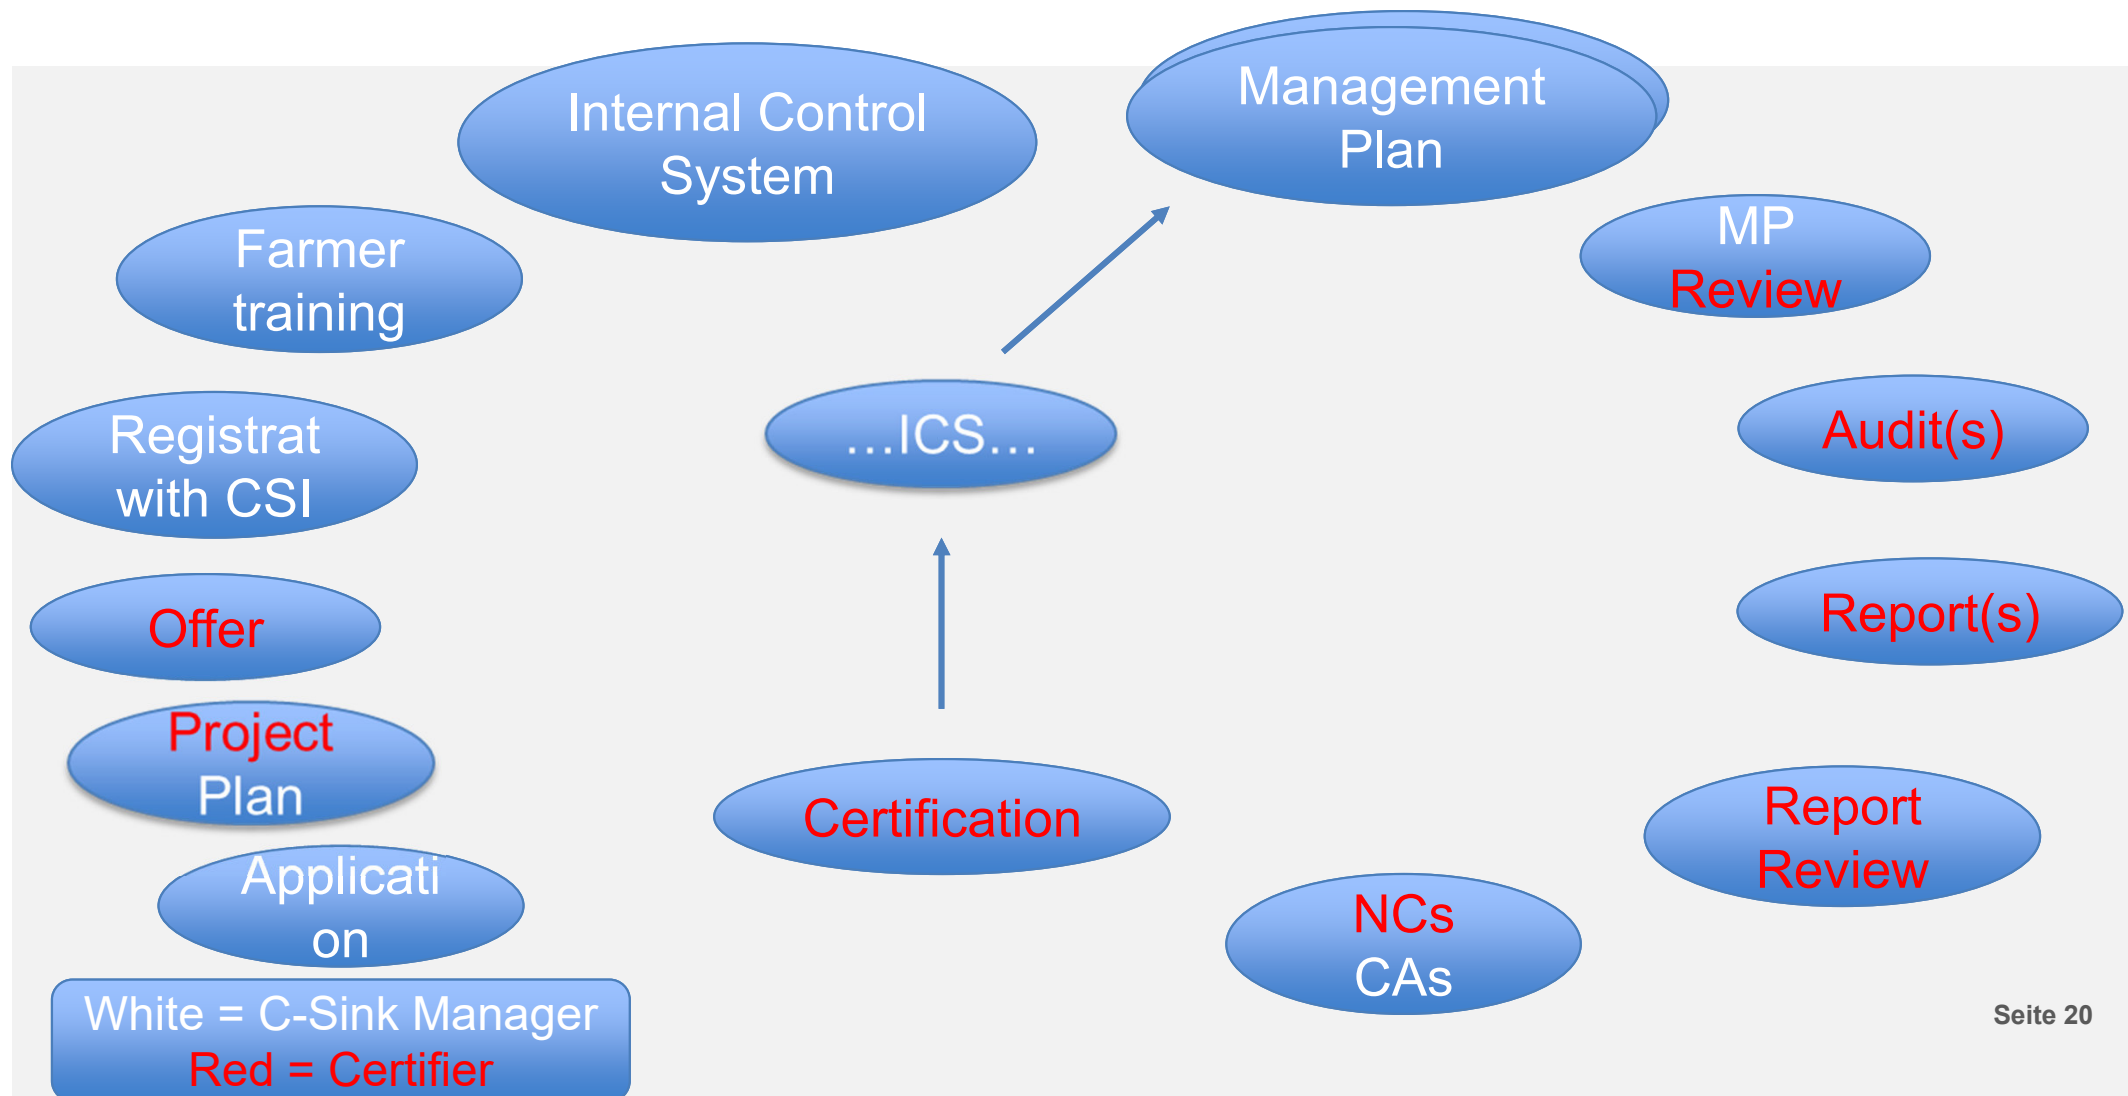 Internal Control
System
Management
Plan
MP
Review
Farmer
training
Registrat
with CSI
…ICS…
Audit(s)
Offer
Report(s)
Project
Plan
Certification
Report
Review
Applicati
on
NCs
CAs
White = C-Sink Manager
Red = Certifier
Seite 20